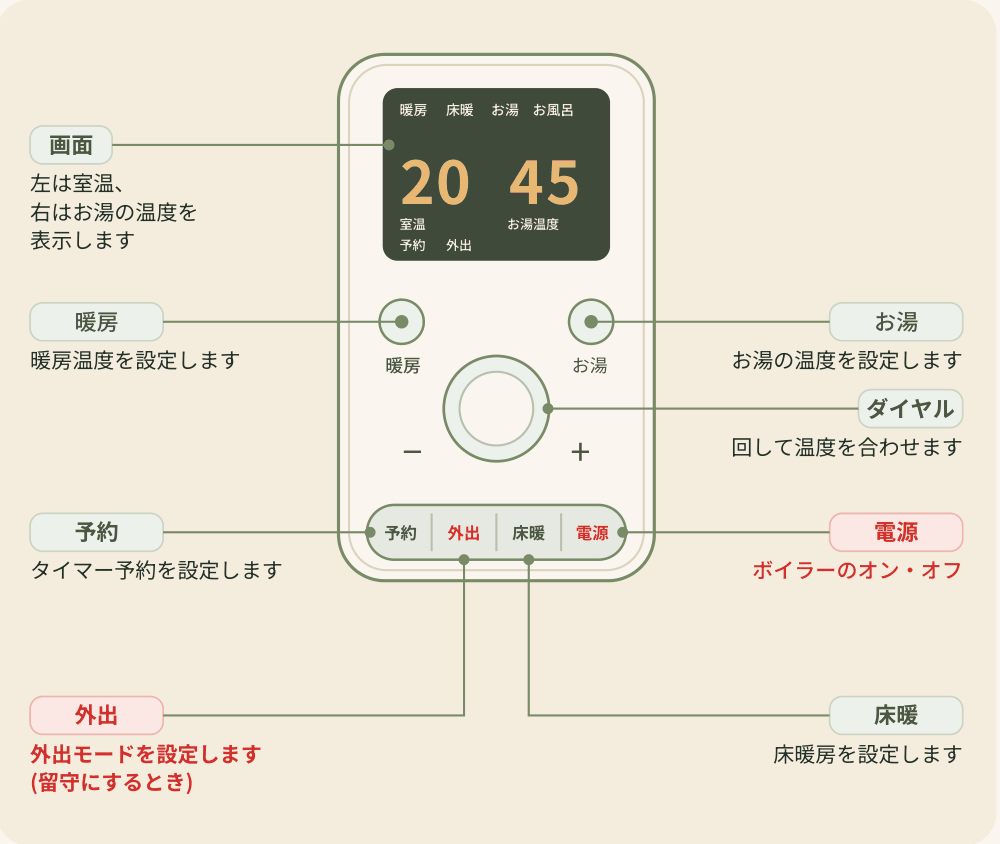 暖房 床暖 お湯 お風呂
画面
左は室温、
右はお湯の温度を
表示します
20 45
室温 お湯温度
予約 外出
暖房
暖房温度を設定します
お湯
お湯の温度を設定します
暖房 お湯
ダイヤル
回して温度を合わせます
− +
予約
タイマー予約を設定します
予約 外出 床暖 電源
電源
ボイラーのオン・オフ
外出
外出モードを設定します
(留守にするとき)
床暖
床暖房を設定します